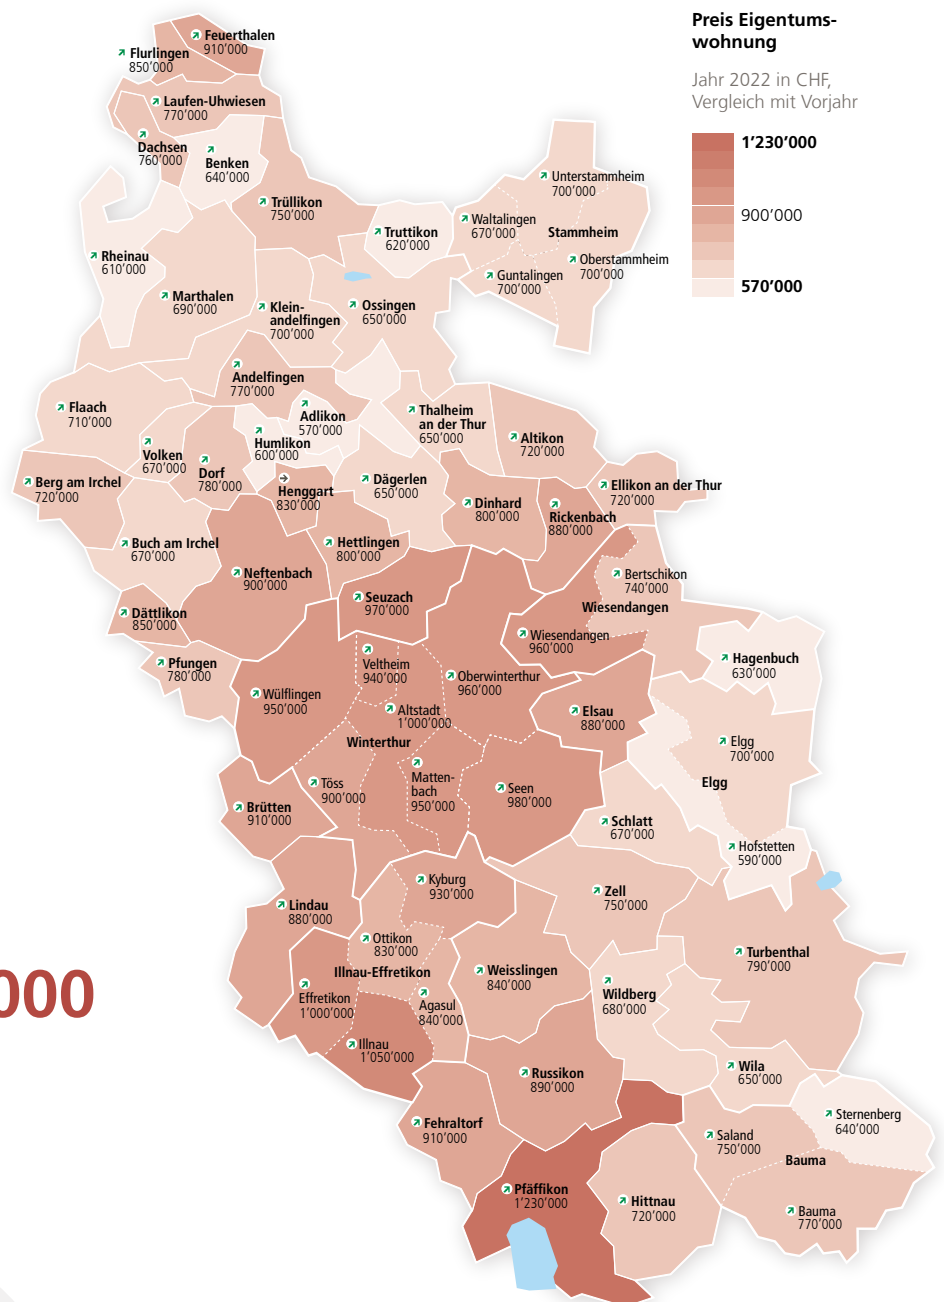 Preis Eigentums-
wohnung
Jahr 2022 in CHF,
Vergleich mit Vorjahr
1'230'000
900'000
570'000
Feuerthalen
910'000
Flurlingen
850'000
Laufen-Uhwiesen
770'000
Dachsen
760'000
Benken
640'000
Trüllikon
750'000
Truttikon
620'000
Unterstammheim
700'000
Waltalingen
670'000
Stammheim
Oberstammheim
700'000
Guntalingen
700'000
Rheinau
610'000
Marthalen
690'000
Klein-
andelfingen
700'000
Ossingen
650'000
Andelfingen
770'000
Flaach
710'000
Adlikon
570'000
Thalheim
an der Thur
650'000
Humlikon
600'000
Altikon
720'000
Volken
670'000
Dorf
780'000
Berg am Irchel
720'000
Henggart
830'000
Dägerlen
650'000
Ellikon an der Thur
720'000
Dinhard
800'000
Rickenbach
880'000
Buch am Irchel
670'000
Hettlingen
800'000
Neftenbach
900'000
Bertschikon
740'000
Wiesendangen
Seuzach
970'000
Dättlikon
850'000
Wiesendangen
960'000
Pfungen
780'000
Veltheim
940'000
Hagenbuch
630'000
Oberwinterthur
960'000
Wülflingen
950'000
Altstadt
1'000'000
Elsau
880'000
Winterthur
Elgg
700'000
Elgg
Töss
900'000
Matten-
bach
950'000
Seen
980'000
Brütten
910'000
Schlatt
670'000
Hofstetten
590'000
Kyburg
930'000
Zell
750'000
Lindau
880'000
Ottikon
830'000
Illnau-Effretikon
Weisslingen
840'000
Turbenthal
790'000
Wildberg
680'000
000
Effretikon
1'000'000
Agasul
840'000
Illnau
1'050'000
Russikon
890'000
Wila
650'000
Sternenberg
640'000
Fehraltorf
910'000
Saland
750'000
Bauma
Pfäffikon
1'230'000
Hittnau
720'000
Bauma
770'000